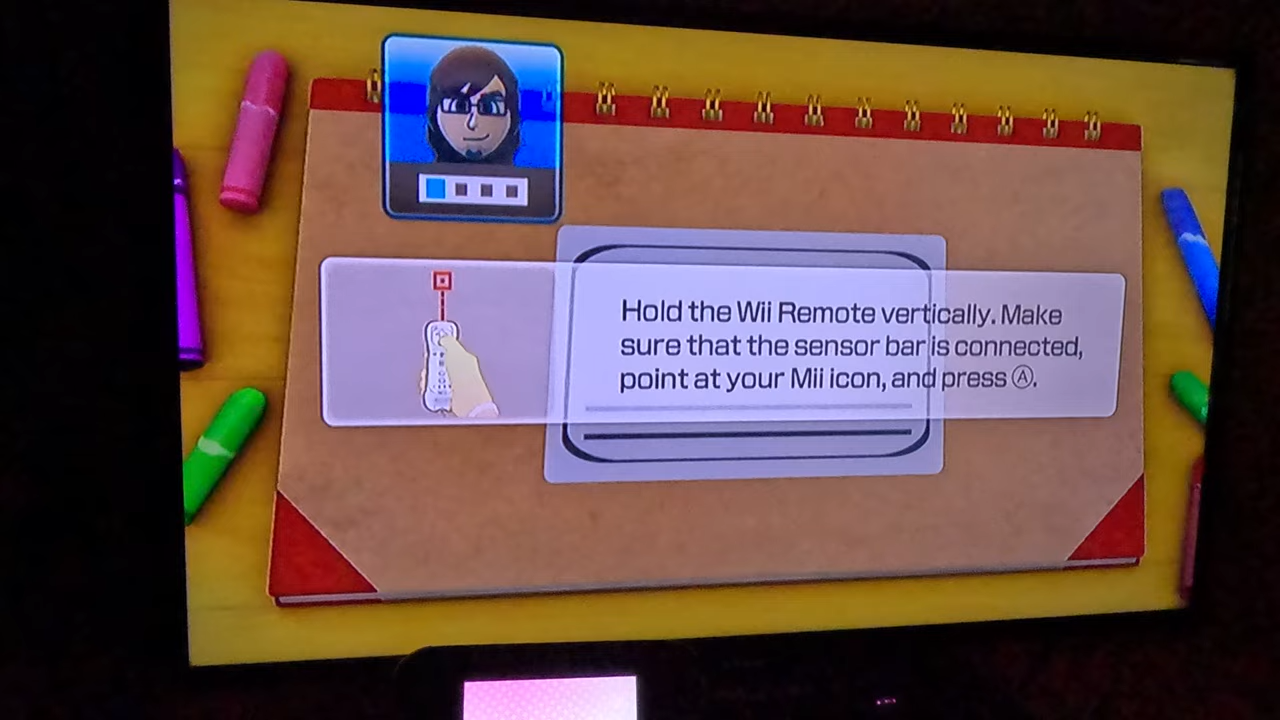 Hold the Wii Remote vertically. Make
sure that the sensor bar is connected,
point at your Mii icon, and press Ⓐ.